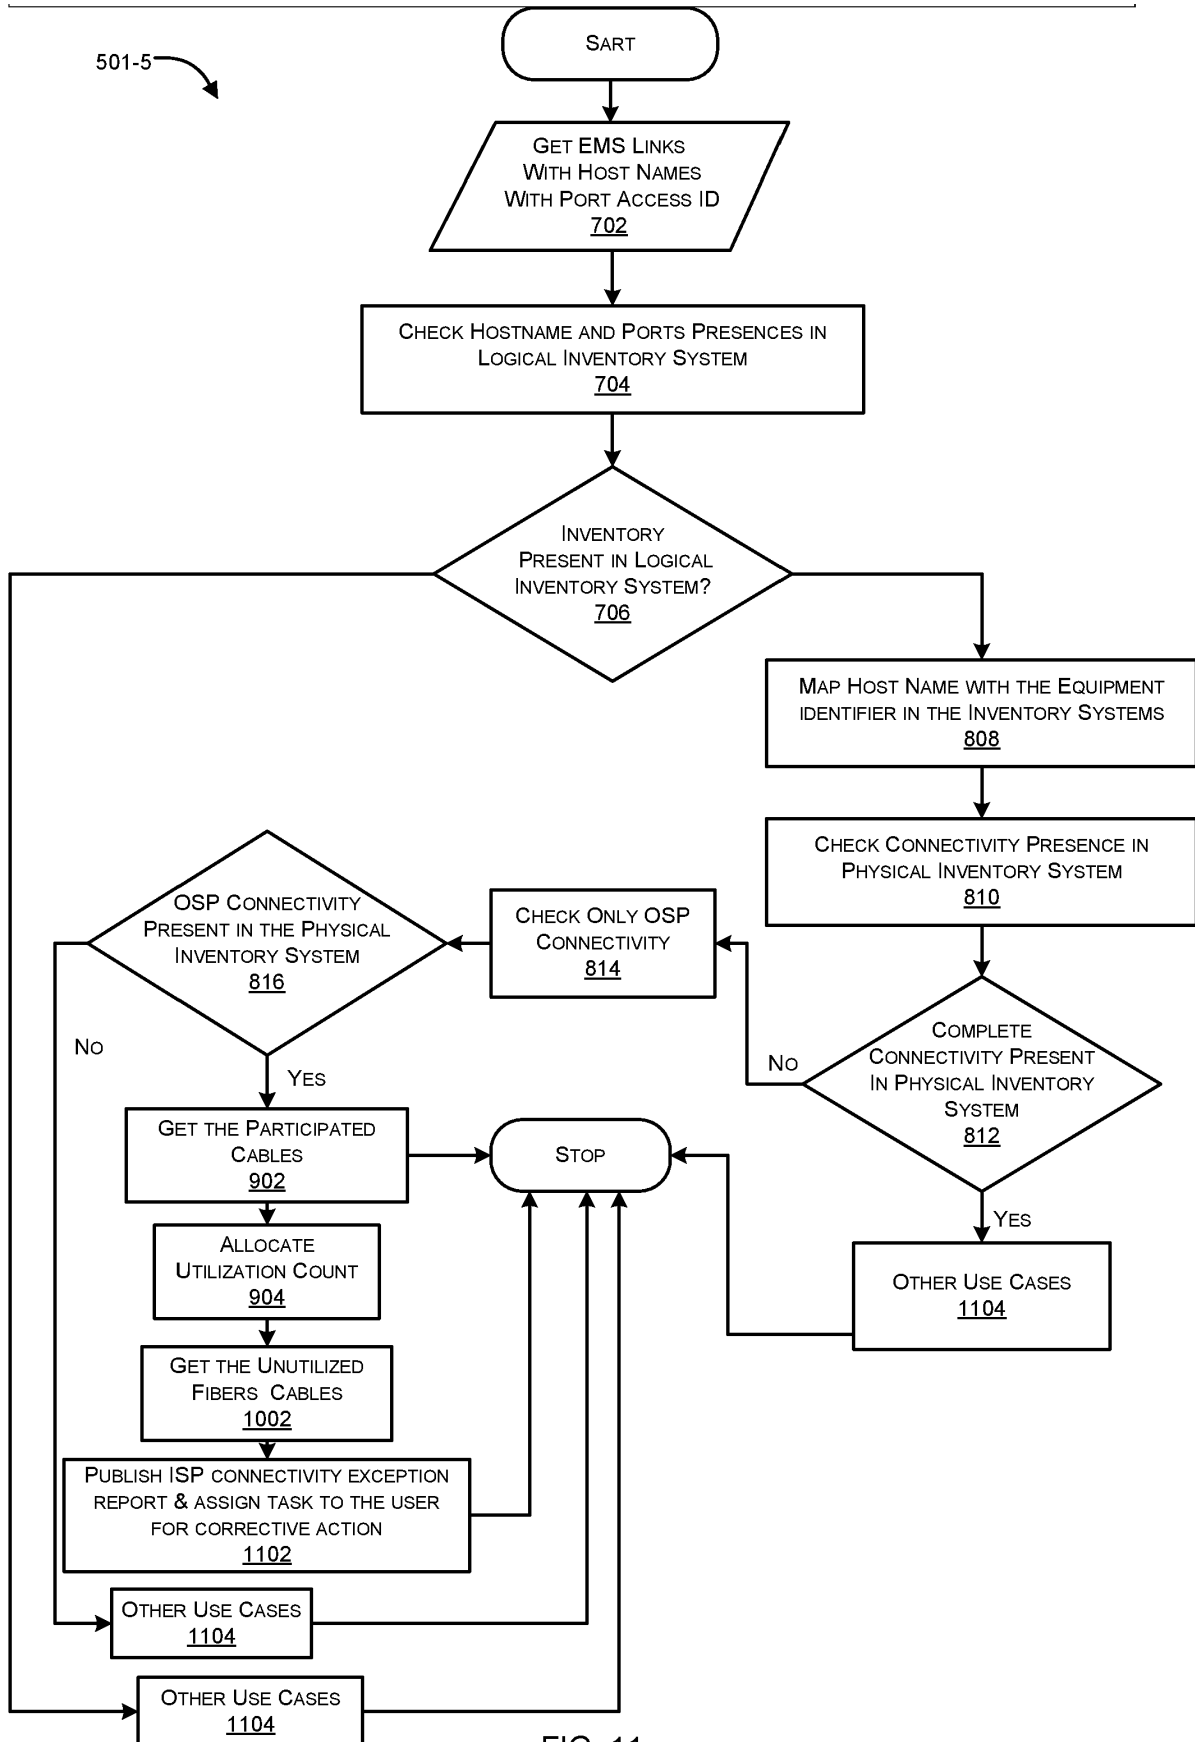 501-5
SART
GET EMS LINKS
WITH HOST NAMES
WITH PORT ACCESS ID
702
CHECK HOSTNAME AND PORTS PRESENCES IN
LOGICAL INVENTORY SYSTEM
704
INVENTORY
PRESENT IN LOGICAL
INVENTORY SYSTEM?
706
MAP HOST NAME WITH THE EQUIPMENT
IDENTIFIER IN THE INVENTORY SYSTEMS
808
CHECK CONNECTIVITY PRESENCE IN
PHYSICAL INVENTORY SYSTEM
810
COMPLETE
CONNECTIVITY PRESENT
IN PHYSICAL INVENTORY
SYSTEM
812
NO
YES
OTHER USE CASES
1104
CHECK ONLY OSP
CONNECTIVITY
814
OSP CONNECTIVITY
PRESENT IN THE PHYSICAL
INVENTORY SYSTEM
816
NO
YES
GET THE PARTICIPATED
CABLES
902
STOP
ALLOCATE
UTILIZATION COUNT
904
GET THE UNUTILIZED
FIBERS CABLES
1002
PUBLISH ISP CONNECTIVITY EXCEPTION
REPORT & ASSIGN TASK TO THE USER
FOR CORRECTIVE ACTION
1102
OTHER USE CASES
1104
OTHER USE CASES
1104
FIG. 11